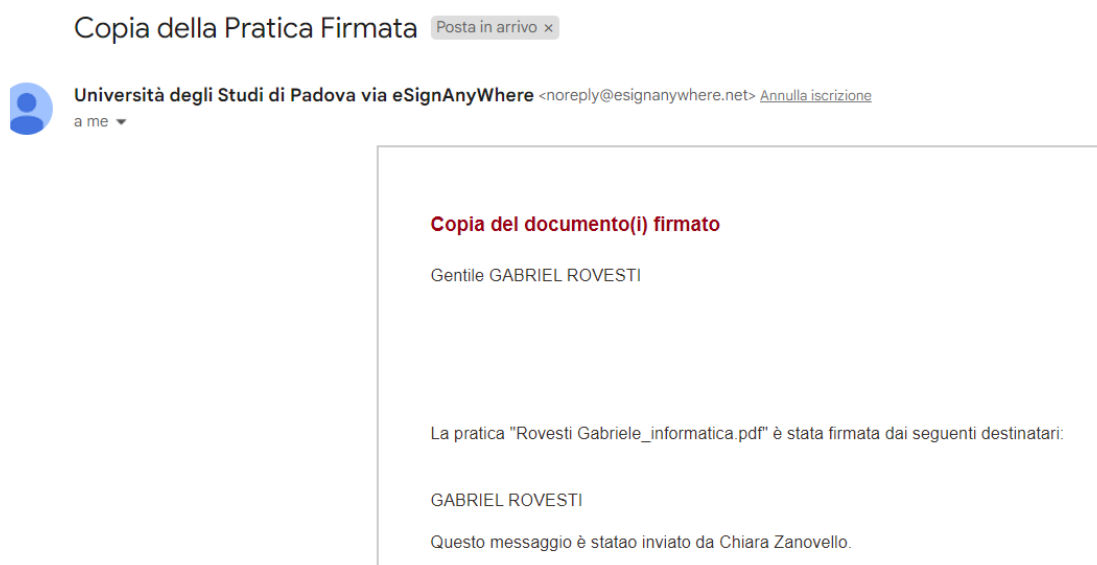 Copia della Pratica Firmata Posta in arrivo ×
Università degli Studi di Padova via eSignAnyWhere <noreply@esignanywhere.net> Annulla iscrizione
a me
Copia del documento(i) firmato
Gentile GABRIEL ROVESTI
La pratica "Rovesti Gabriele_informatica.pdf" è stata firmata dai seguenti destinatari:
GABRIEL ROVESTI
Questo messaggio è statao inviato da Chiara Zanovello.